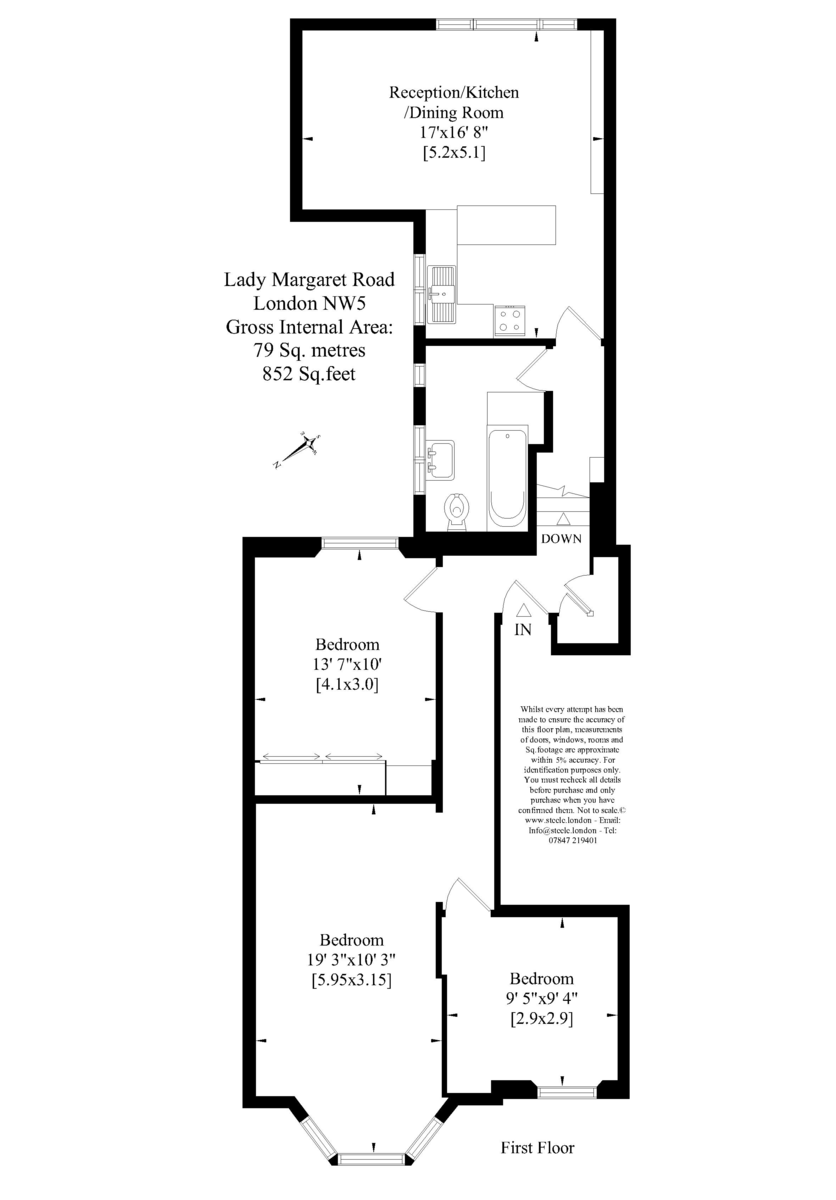 Reception/Kitchen
/Dining Room
17'x16' 8"
[5.2x5.1]
Lady Margaret Road
London NW5
Gross Internal Area:
79 Sq. metres
852 Sq.feet
N
DOWN
IN
Bedroom
13' 7"x10'
[4.1x3.0]
Whilst every attempt has been
made to ensure the accuracy of
this floor plan, measurements
of doors, windows, rooms and
Sq.footage are approximate
within 5% accuracy. For
identification purposes only.
You must recheck all details
before purchase and only
purchase when you have
confirmed them. Not to scale.©
www.steele.london - Email:
Info@steele.london - Tel:
07847 219401
Bedroom
19' 3"x10' 3"
[5.95x3.15]
Bedroom
9' 5"x9' 4"
[2.9x2.9]
First Floor